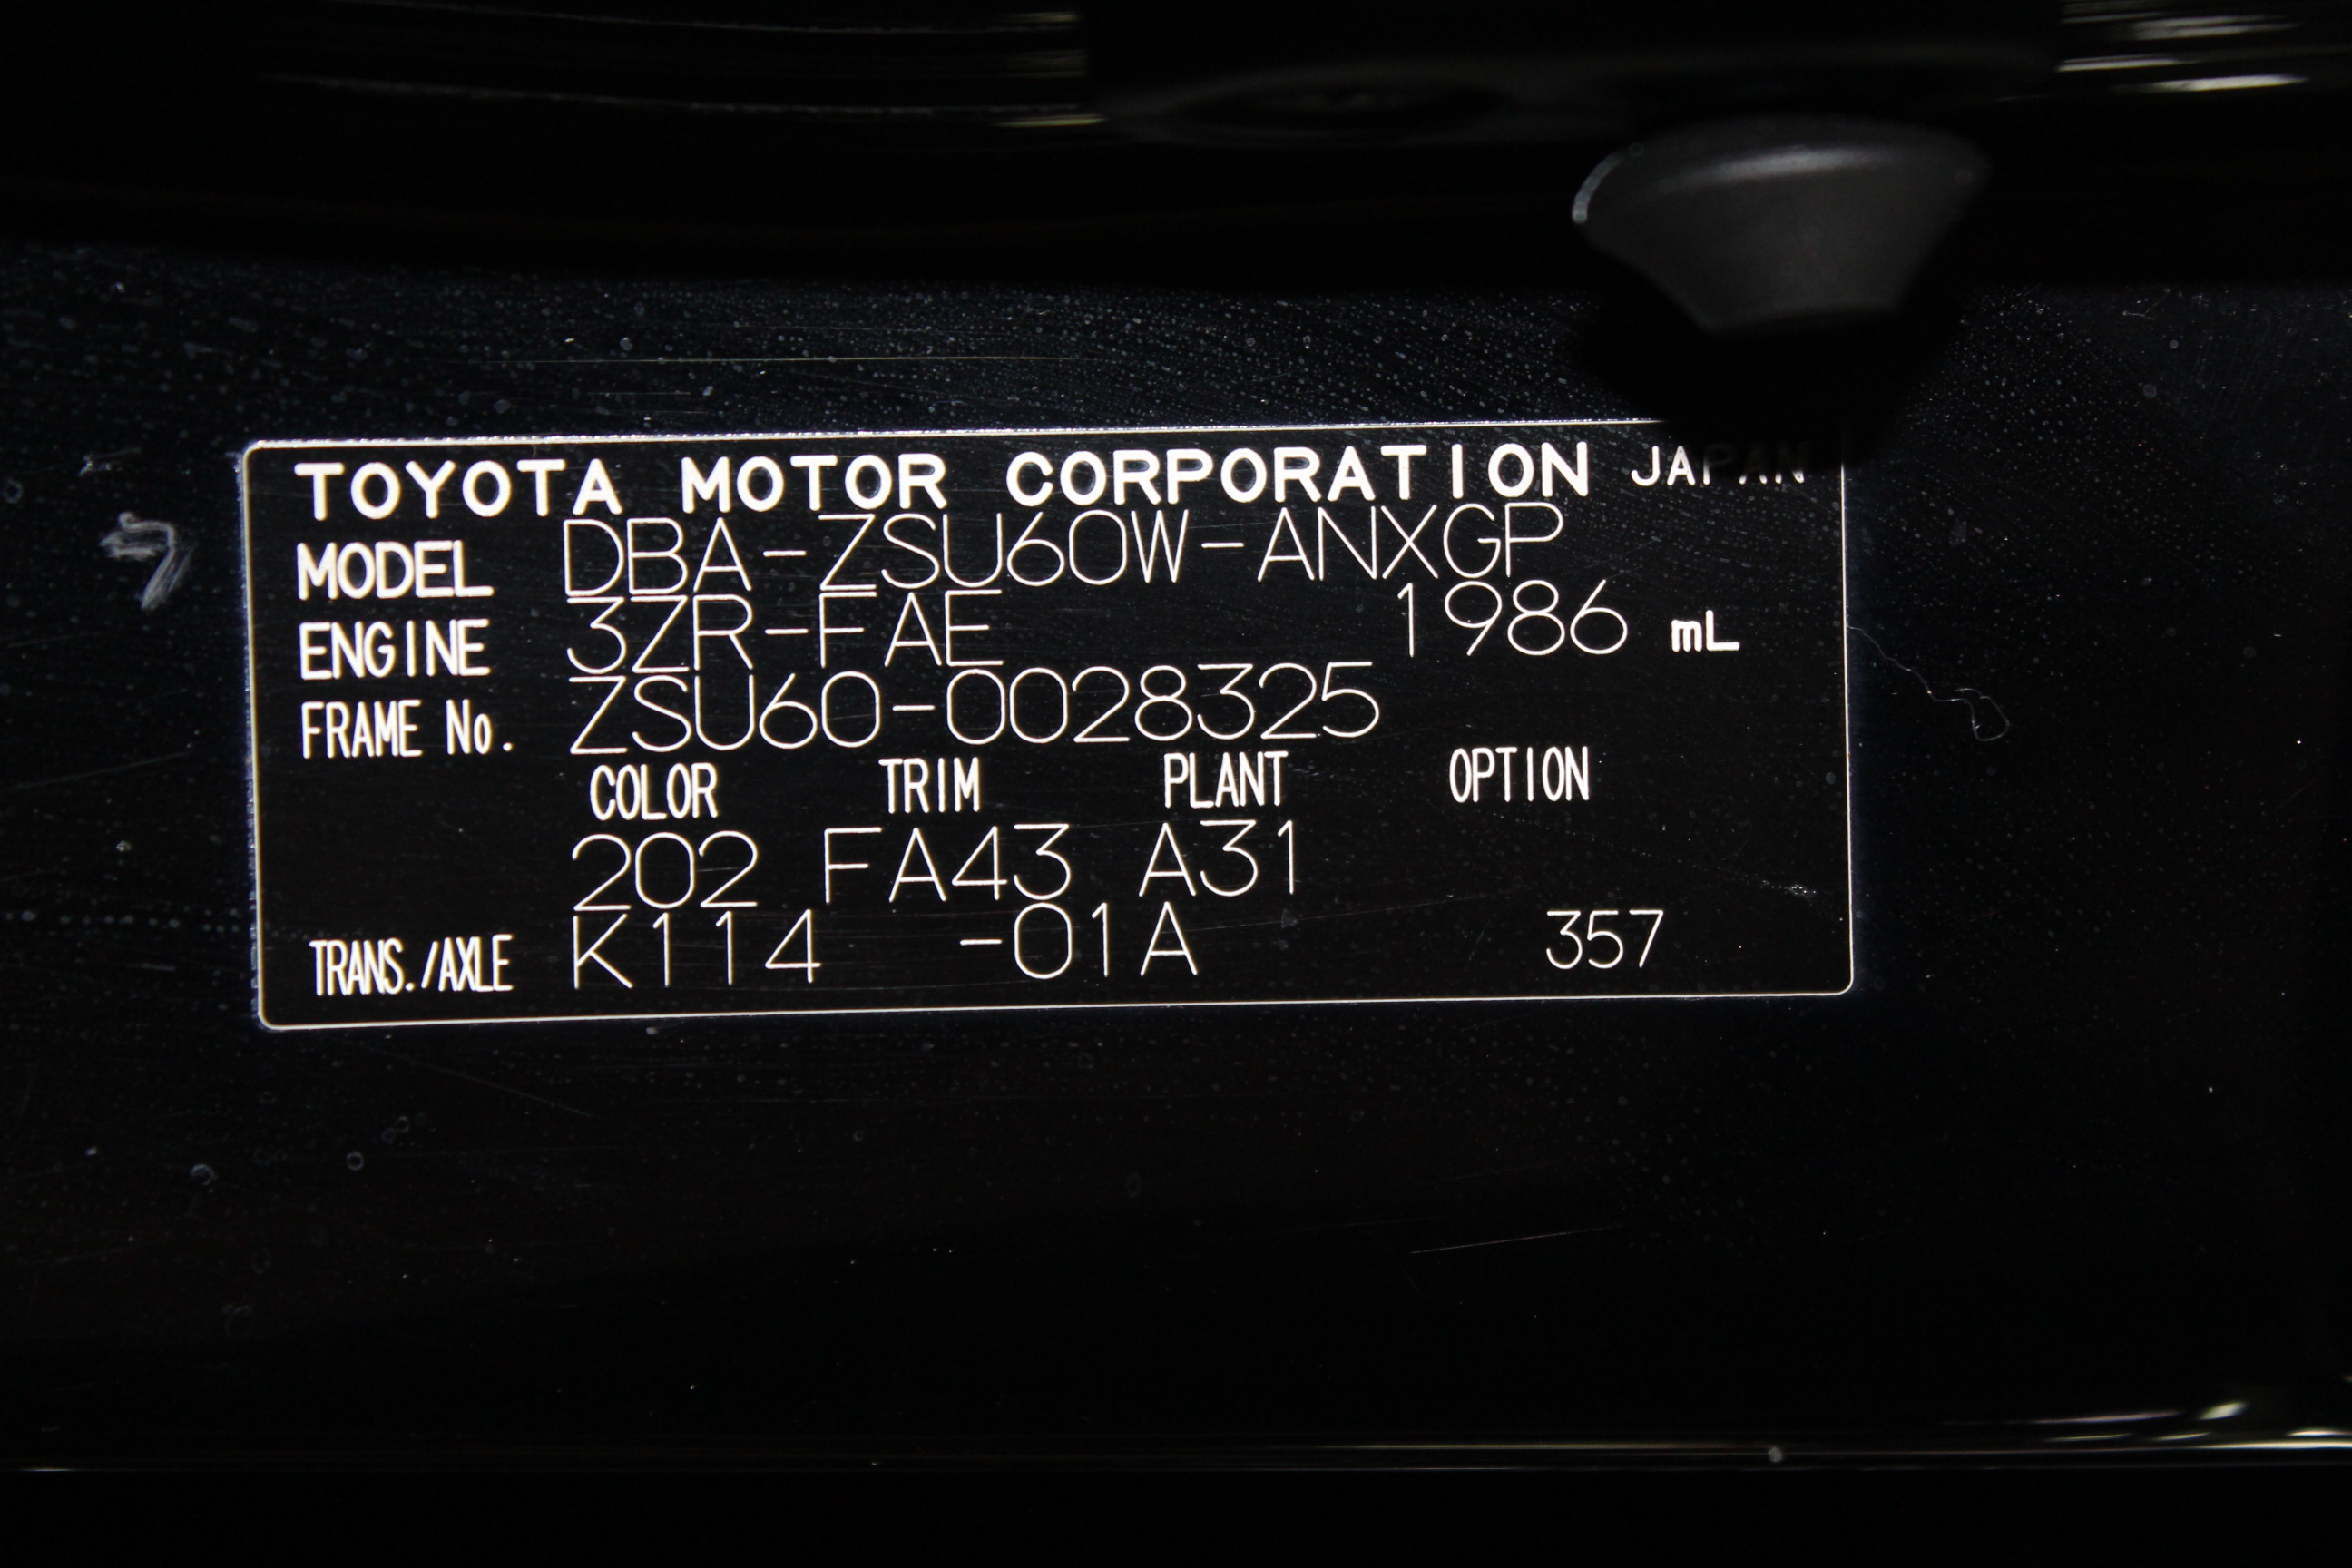 TOYOTA MOTOR CORPORATION JAPAN
MODEL DBA-ZSU60W-ANXGP
ENGINE 3ZR-FAE 1986 mL
FRAME No. ZSU60-0028325
COLOR TRIM PLANT OPTION
202 FA43 A31
TRANS./AXLE K114 -01A 357